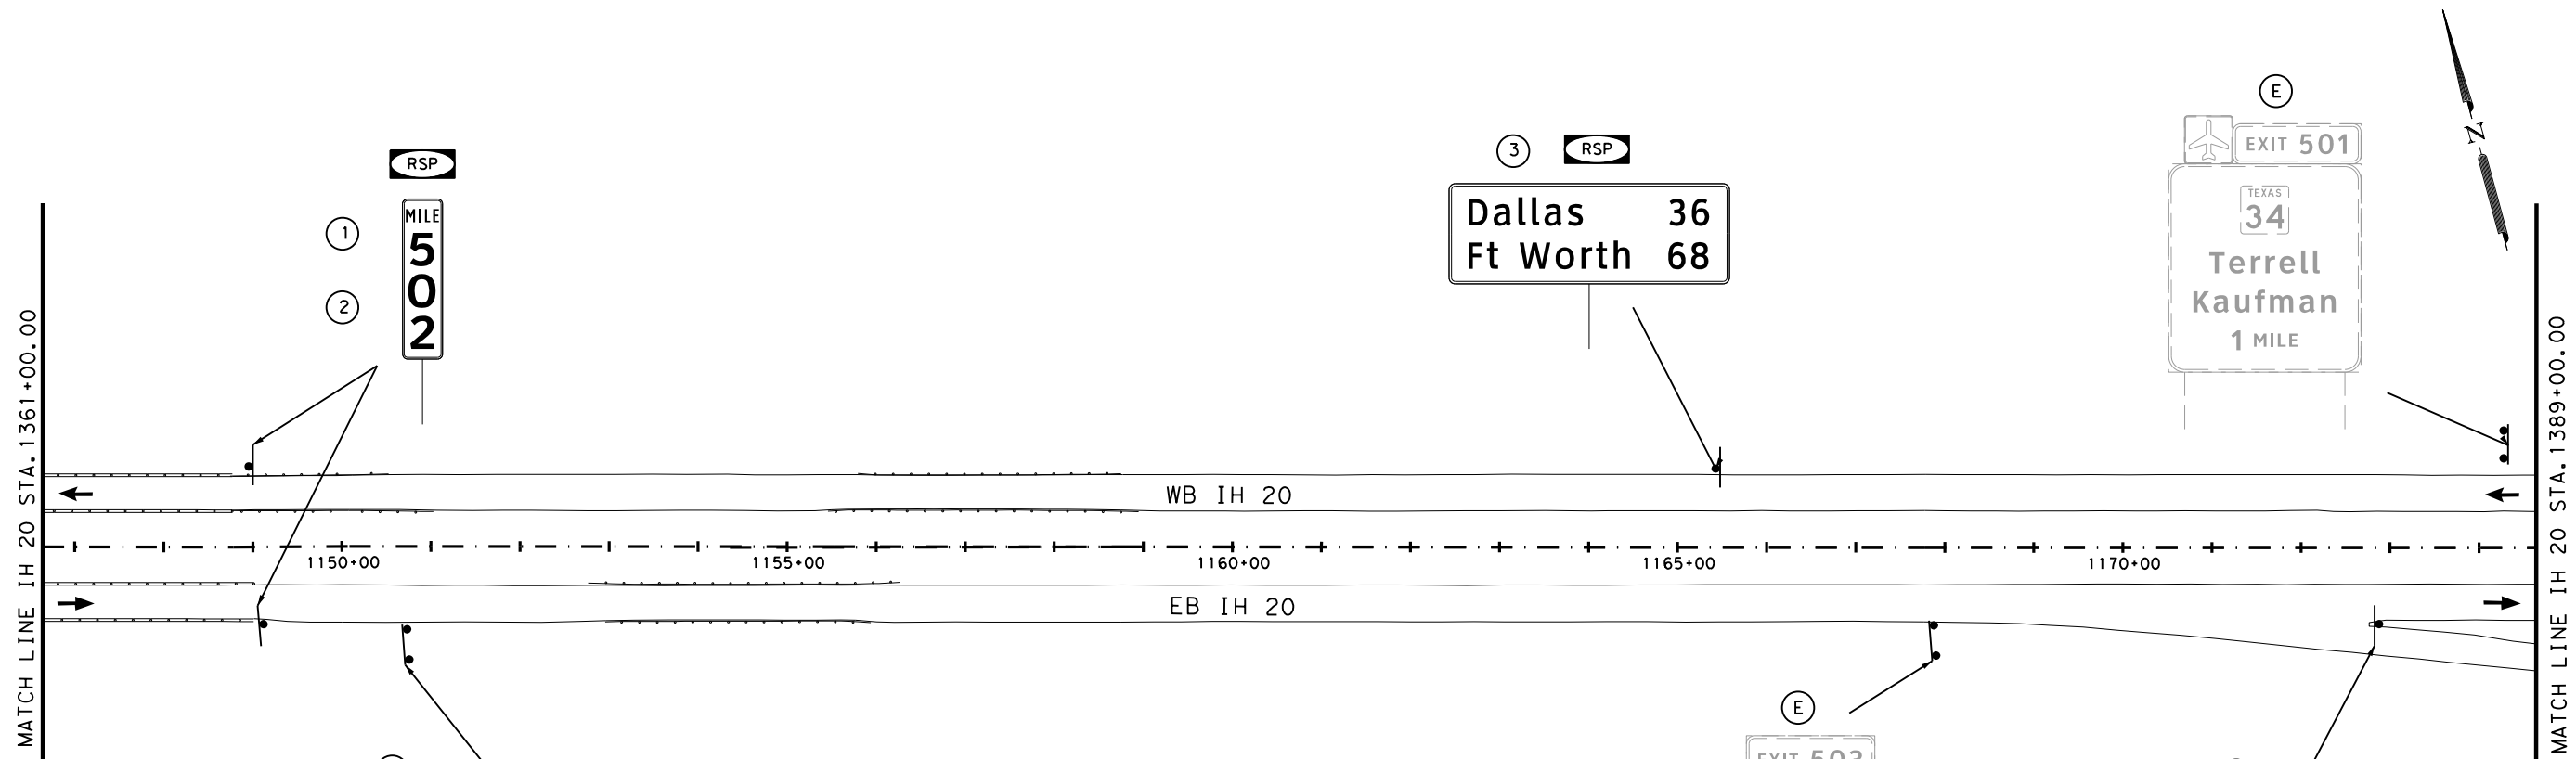 N
E
EXIT 501
TEXAS
34
Terrell
Kaufman
1 MILE
3
RSP
Dallas 36
Ft Worth 68
RSP
MILE
5
0
2
1
2
MATCH LINE IH 20 STA.1361+00.00
MATCH LINE IH 20 STA.1389+00.00
WB IH 20
1150+00
1155+00
1160+00
1165+00
1170+00
EB IH 20
E
EXIT 503